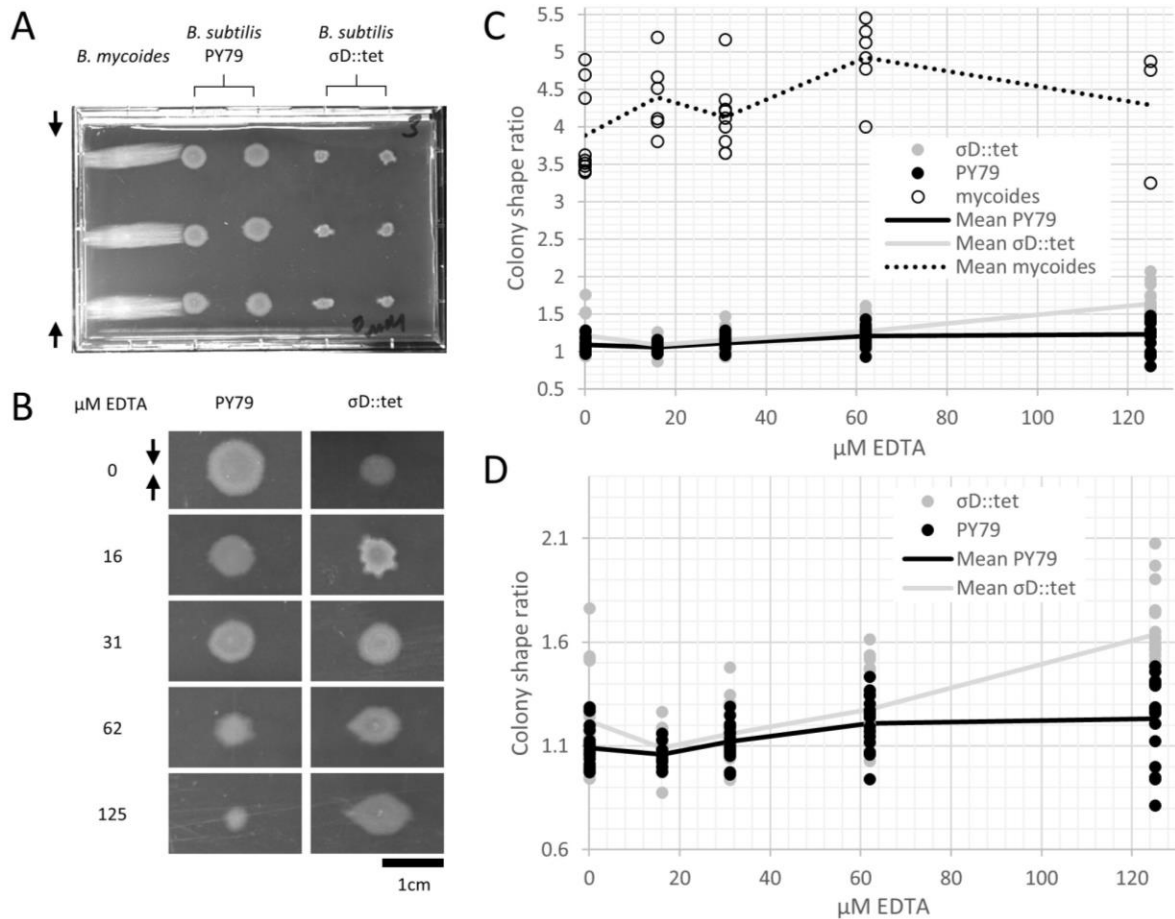 A
B. mycoides
B. subtilis
PY79
B. subtilis
σD::tet
3
B
μM EDTA
PY79
σD::tet
0
16
31
62
125
1cm
C
Colony shape ratio
5.5
5
4.5
4
3.5
3
2.5
2
1.5
1
0.5
σD::tet
PY79
mycoides
Mean PY79
Mean σD::tet
Mean mycoides
0
20
40
60
80
100
120
μM EDTA
D
Colony shape ratio
2.1
1.6
1.1
0.6
σD::tet
PY79
Mean PY79
Mean σD::tet
0
20
40
60
80
100
120
μM EDTA